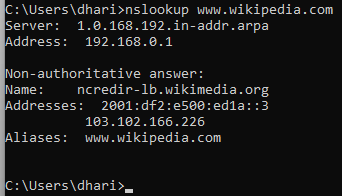 C:\Users\dhari>nslookup www.wikipedia.com
Server:  1.0.168.192.in-addr.arpa
Address:  192.168.0.1

Non-authoritative answer:
Name:    ncredir-lb.wikimedia.org
Addresses:  2001:df2:e500:ed1a::3
          103.102.166.226
Aliases:  www.wikipedia.com


C:\Users\dhari>